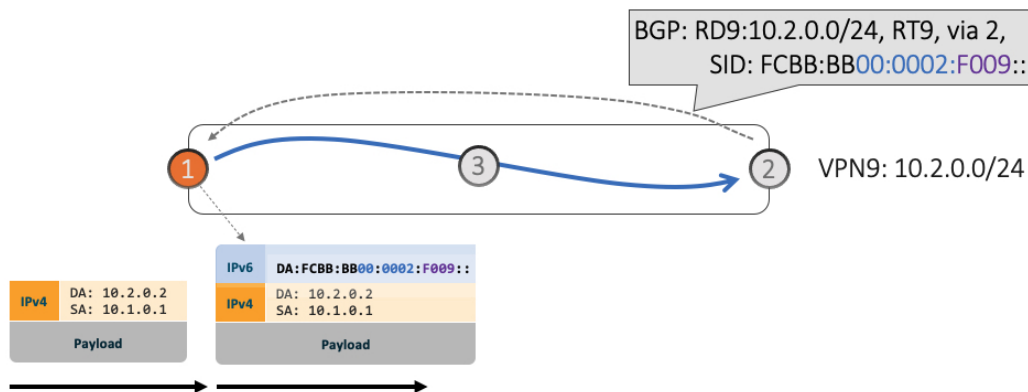 BGP: RD9:10.2.0.0/24, RT9, via 2,
SID: FCBB:BB00:0002:F009::
1
3
2
VPN9: 10.2.0.0/24
IPv6 DA:FCBB:BB00:0002:F009::
IPv4 DA: 10.2.0.2
SA: 10.1.0.1
Payload
IPv4 DA: 10.2.0.2
SA: 10.1.0.1
Payload